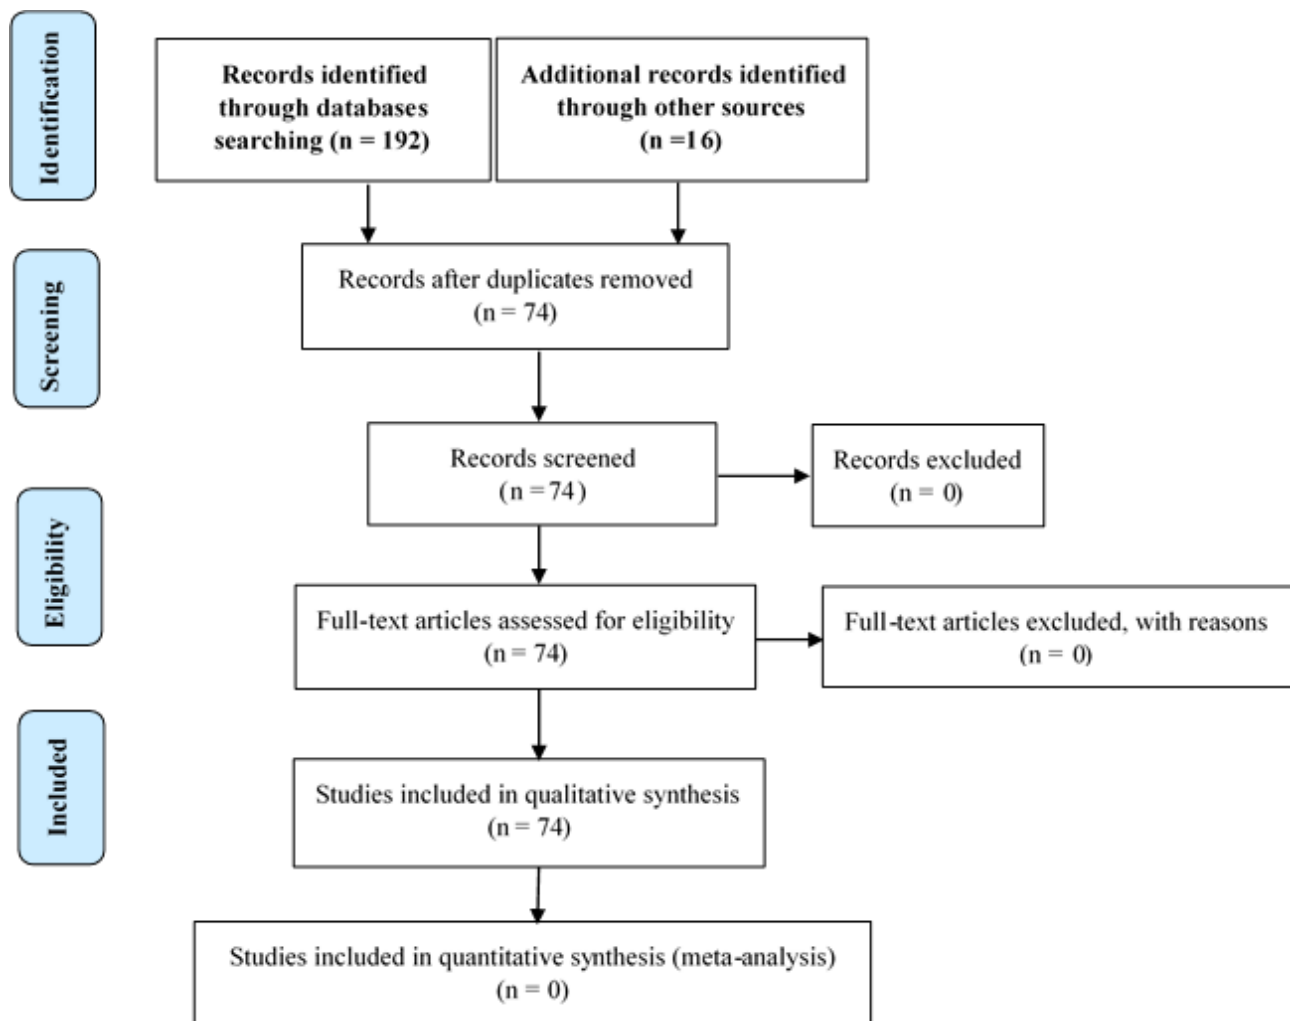 Identification
Records identified
through databases
searching (n = 192)
Additional records identified
through other sources
(n =16)
Screening
Records after duplicates removed
(n = 74)
Records screened
(n = 74)
Records excluded
(n = 0)
Eligibility
Full-text articles assessed for eligibility
(n = 74)
Full-text articles excluded, with reasons
(n = 0)
Included
Studies included in qualitative synthesis
(n = 74)
Studies included in quantitative synthesis (meta-analysis)
(n = 0)